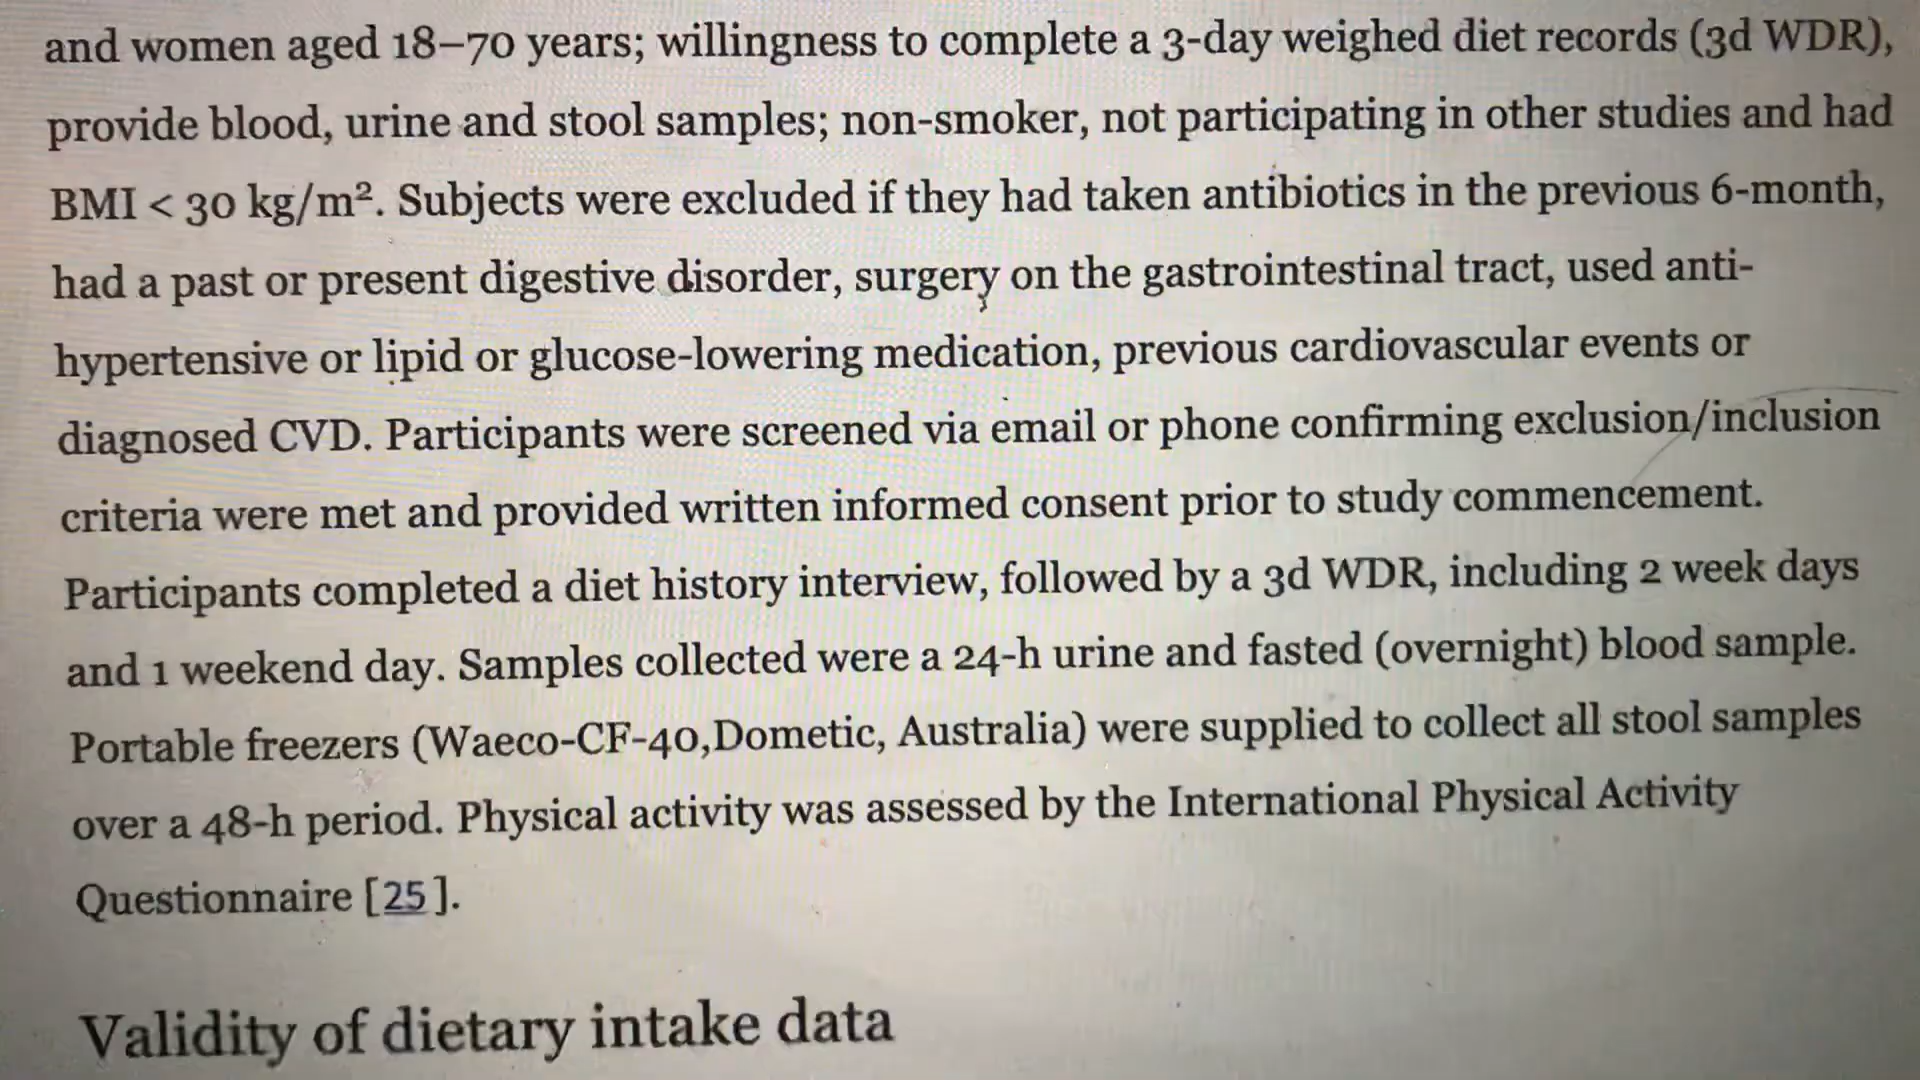 and women aged 18–70 years; willingness to complete a 3-day weighed diet records (3d WDR),
provide blood, urine and stool samples; non-smoker, not participating in other studies and had
BMI < 30 kg/m². Subjects were excluded if they had taken antibiotics in the previous 6-month,
had a past or present digestive disorder, surgery on the gastrointestinal tract, used anti-
hypertensive or lipid or glucose-lowering medication, previous cardiovascular events or
diagnosed CVD. Participants were screened via email or phone confirming exclusion/inclusion
criteria were met and provided written informed consent prior to study commencement.
Participants completed a diet history interview, followed by a 3d WDR, including 2 week days
and 1 weekend day. Samples collected were a 24-h urine and fasted (overnight) blood sample.
Portable freezers (Waeco-CF-40,Dometic, Australia) were supplied to collect all stool samples
over a 48-h period. Physical activity was assessed by the International Physical Activity
Questionnaire [25].
Validity of dietary intake data